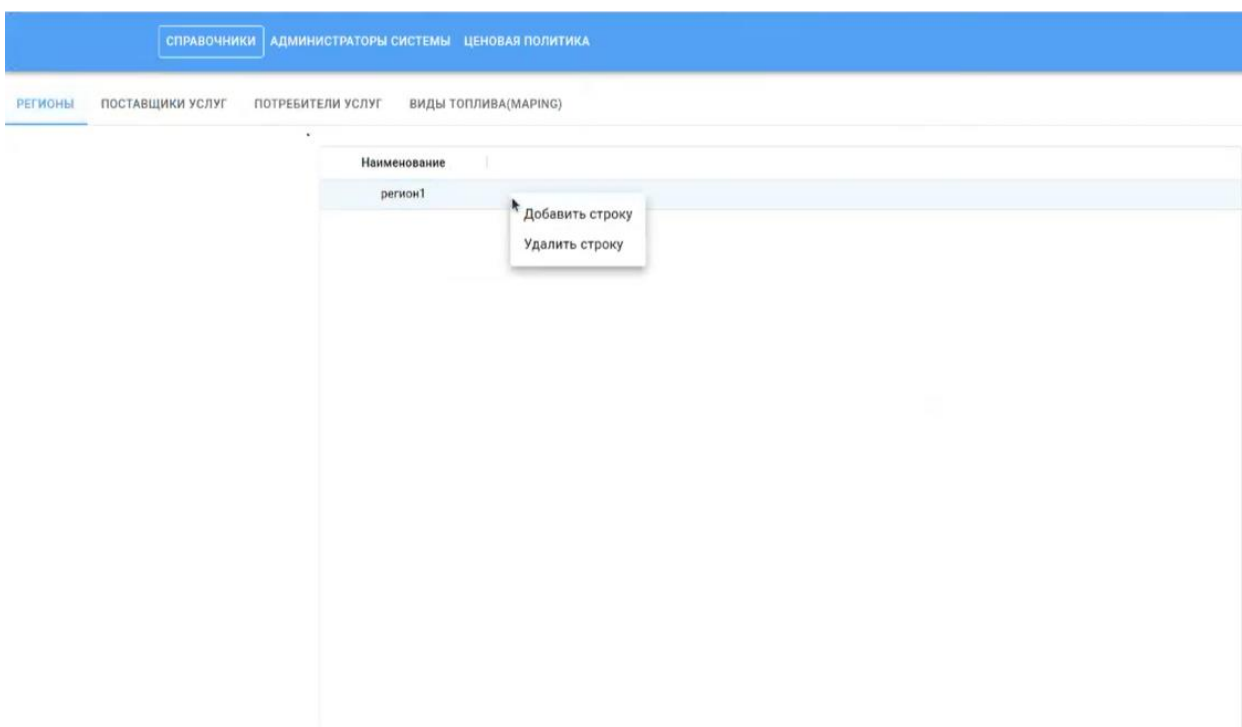 СПРАВОЧНИКИ АДМИНИСТРАТОРЫ СИСТЕМЫ ЦЕНОВАЯ ПОЛИТИКА
РЕГИОНЫ ПОСТАВЩИКИ УСЛУГ ПОТРЕБИТЕЛИ УСЛУГ ВИДЫ ТОПЛИВА(MAPING)
Наименование
регион1
Добавить строку
Удалить строку